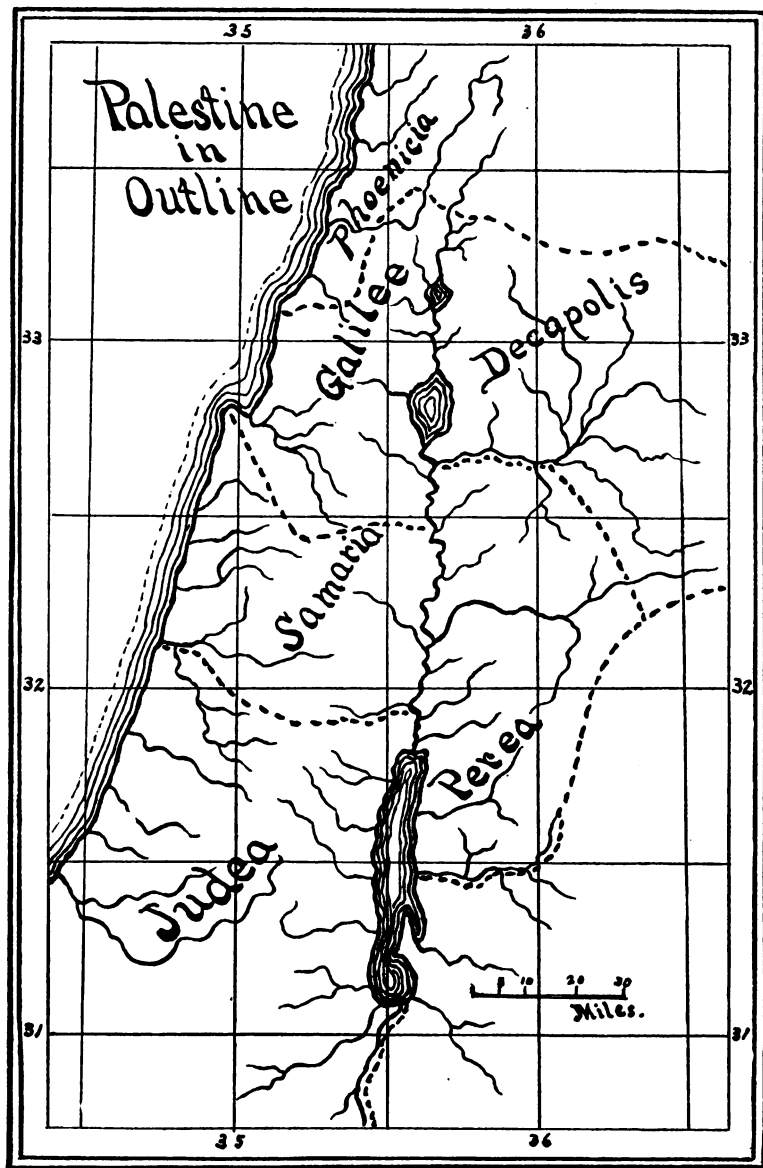 35 36
Palestine
in
Outline
Phoenicia
Galilee
Decapolis
33 33
Samaria
32 32
Perea
Judea
5 10 20 30
Miles.
31 31
35 36